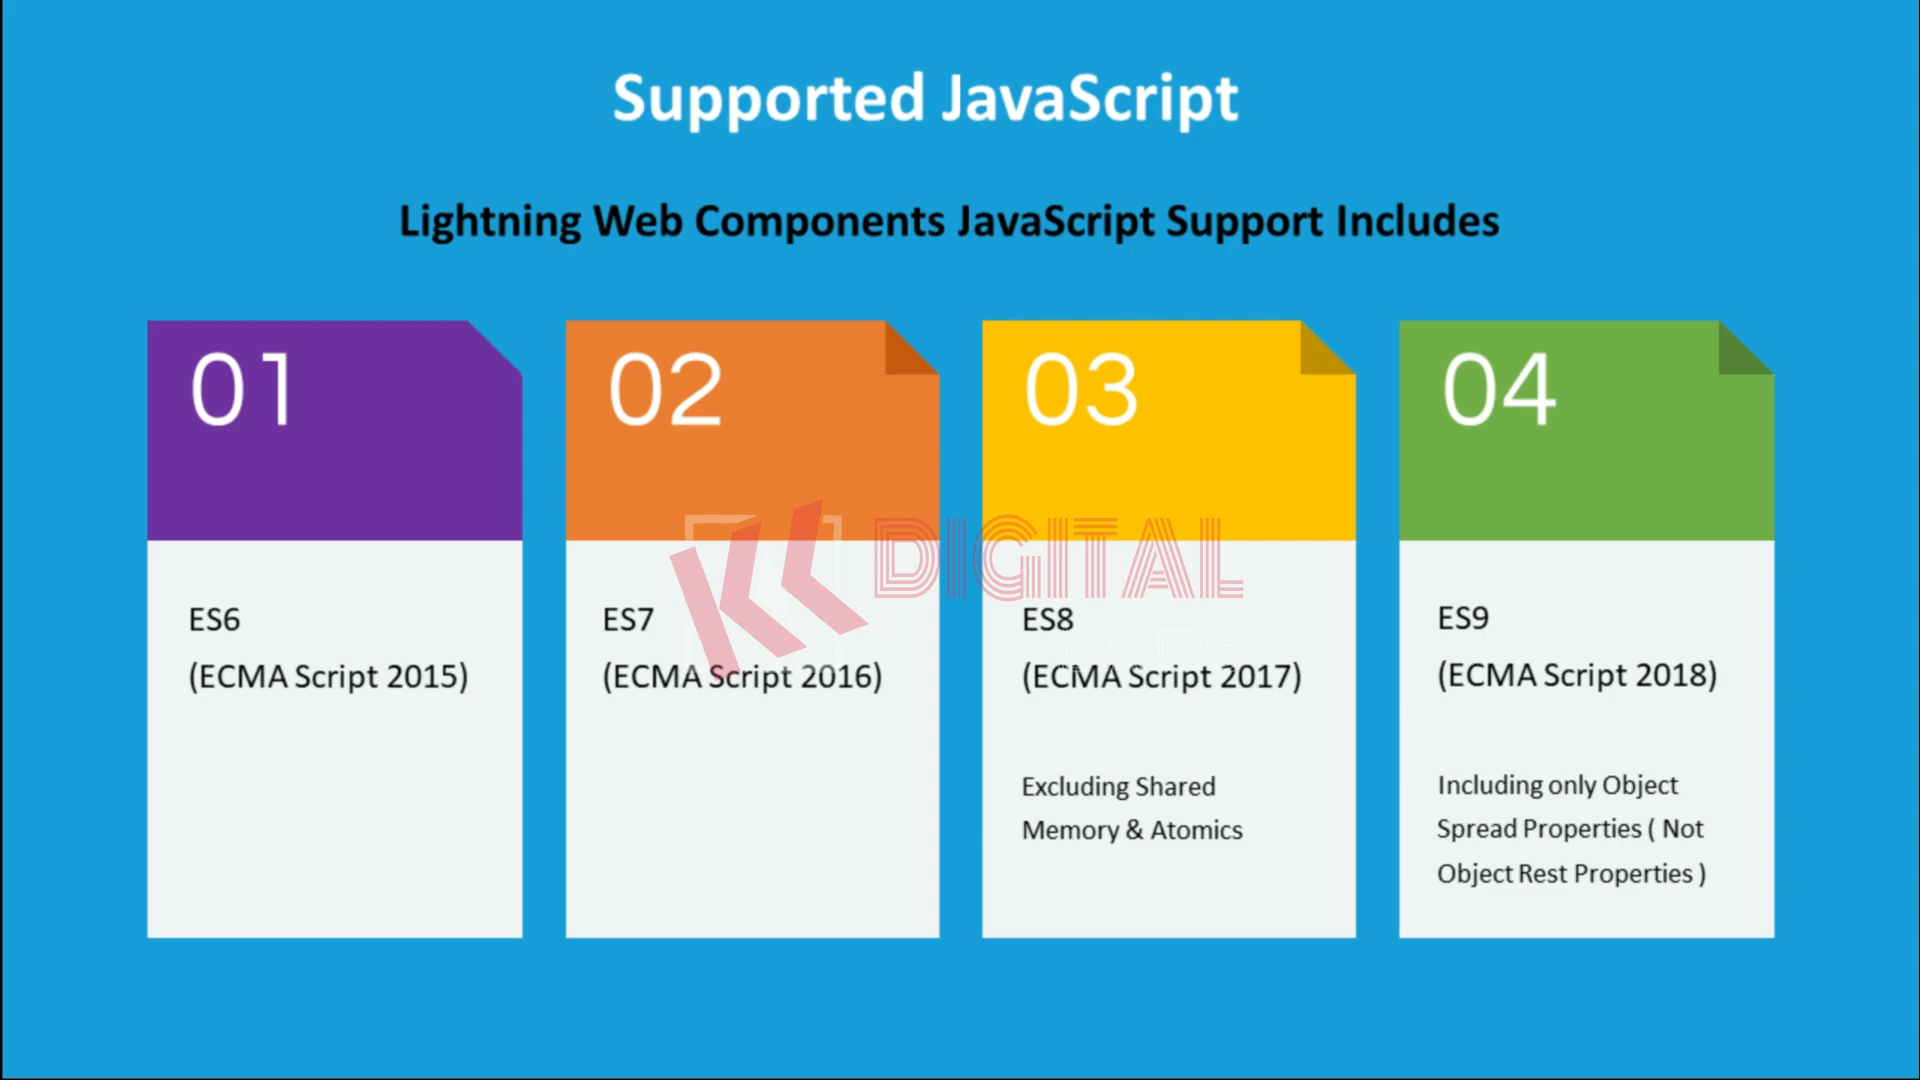 Supported JavaScript
Lightning Web Components JavaScript Support Includes
01
ES6
(ECMA Script 2015)
02
ES7
(ECMA Script 2016)
03
ES8
(ECMA Script 2017)
Excluding Shared
Memory & Atomics
04
ES9
(ECMA Script 2018)
Including only Object
Spread Properties ( Not
Object Rest Properties )
DIGITAL
LABS